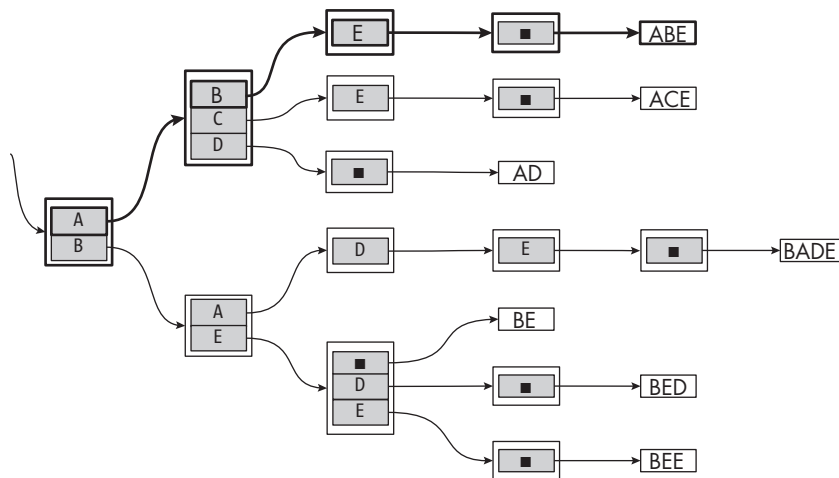 E ■ ABE
B
C E ■ ACE
D ■ AD
A
B D E ■ BADE
A
E ■ BE
D ■ BED
E ■ BEE